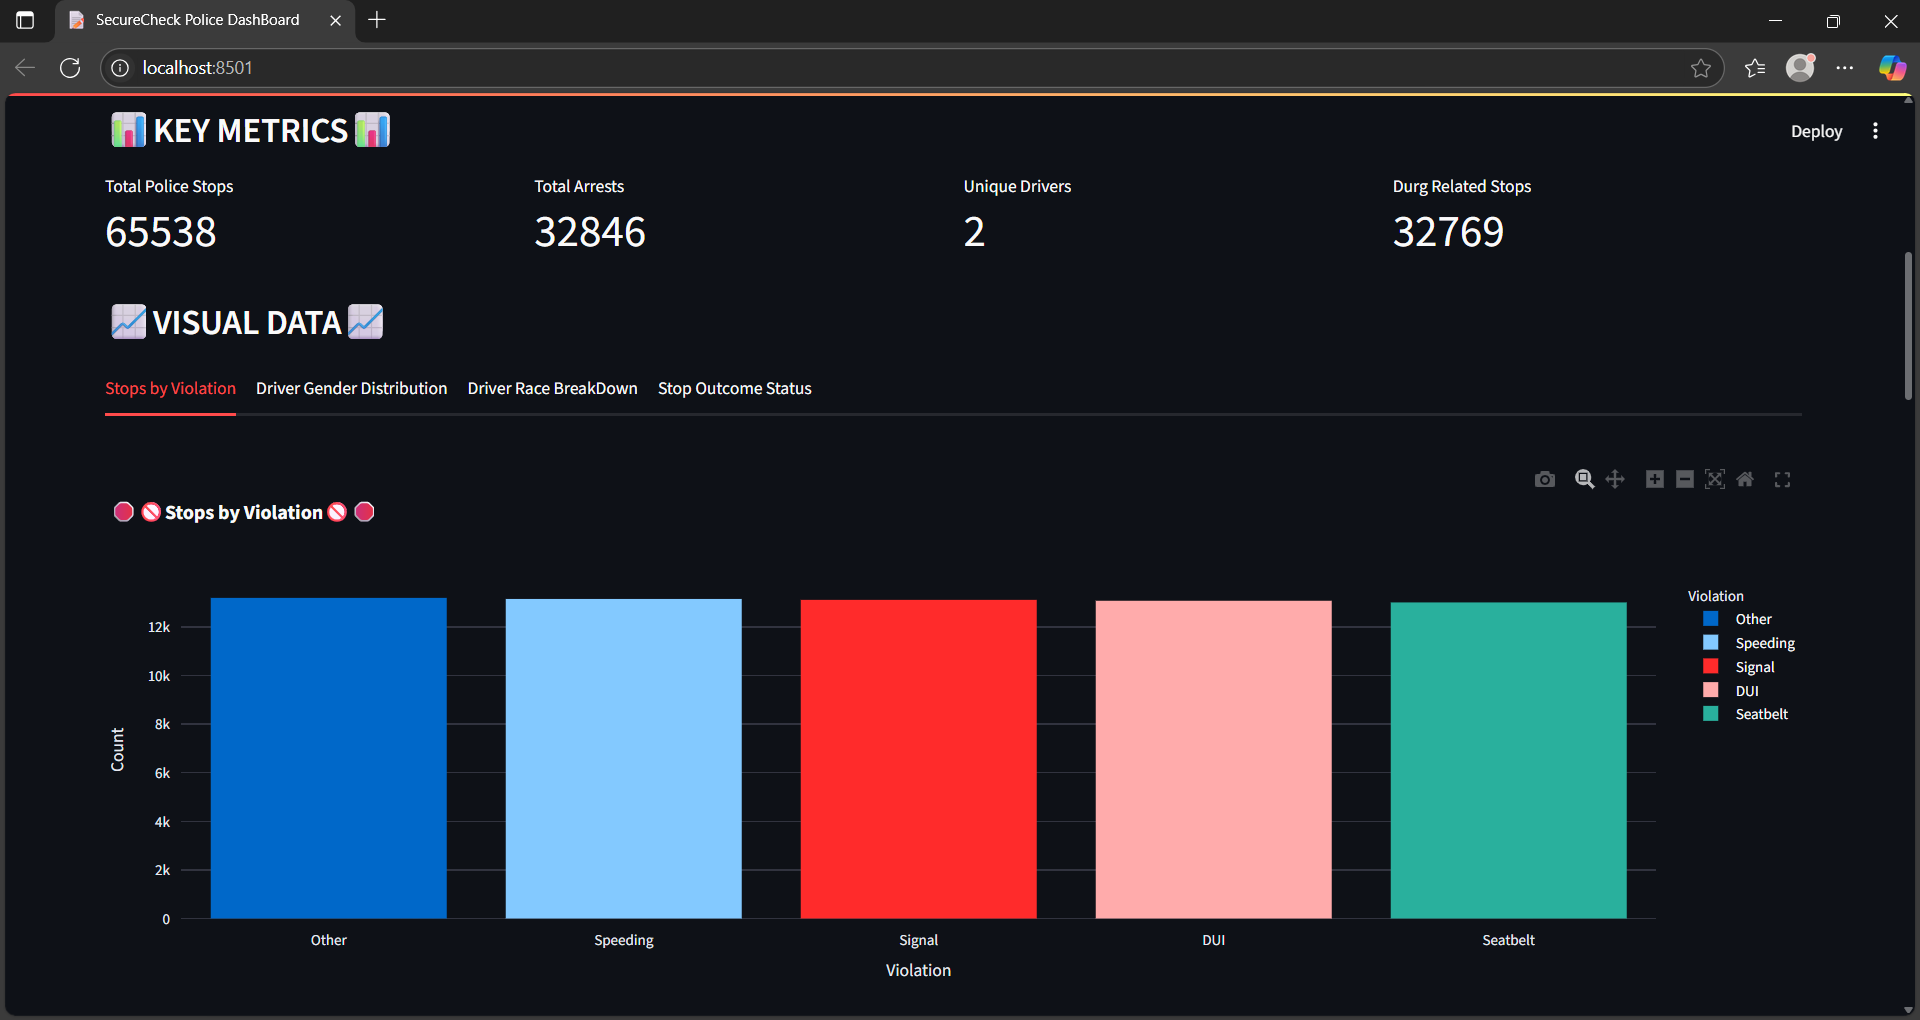 SecureCheck Police DashBoard
localhost:8501
KEY METRICS
Deploy
Total Police Stops
65538
Total Arrests
32846
Unique Drivers
2
Durg Related Stops
32769
VISUAL DATA
Stops by Violation
Driver Gender Distribution
Driver Race BreakDown
Stop Outcome Status
Stops by Violation
Count
12k
10k
8k
6k
4k
2k
0
Other
Speeding
Signal
DUI
Seatbelt
Violation
Violation
Other
Speeding
Signal
DUI
Seatbelt